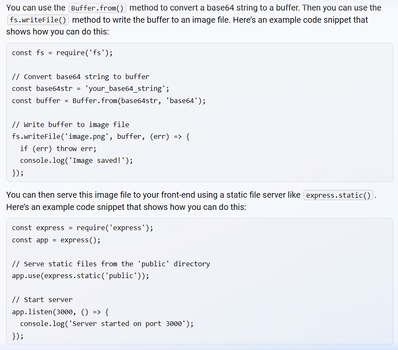 You can use the Buffer.from() method to convert a base64 string to a buffer. Then you can use the
fs.writeFile() method to write the buffer to an image file. Here's an example code snippet that
shows how you can do this:
const fs = require('fs');
// Convert base64 string to buffer
const base64str = 'your_base64_string';
const buffer = Buffer.from(base64str, 'base64');
// Write buffer to image file
fs.writeFile('image.png', buffer, (err) => {
  if (err) throw err;
  console.log('Image saved!');
});
You can then serve this image file to your front-end using a static file server like express.static() .
Here's an example code snippet that shows how you can do this:
const express = require('express');
const app = express();
// Serve static files from the 'public' directory
app.use(express.static('public'));
// Start server
app.listen(3000, () => {
  console.log('Server started on port 3000');
});